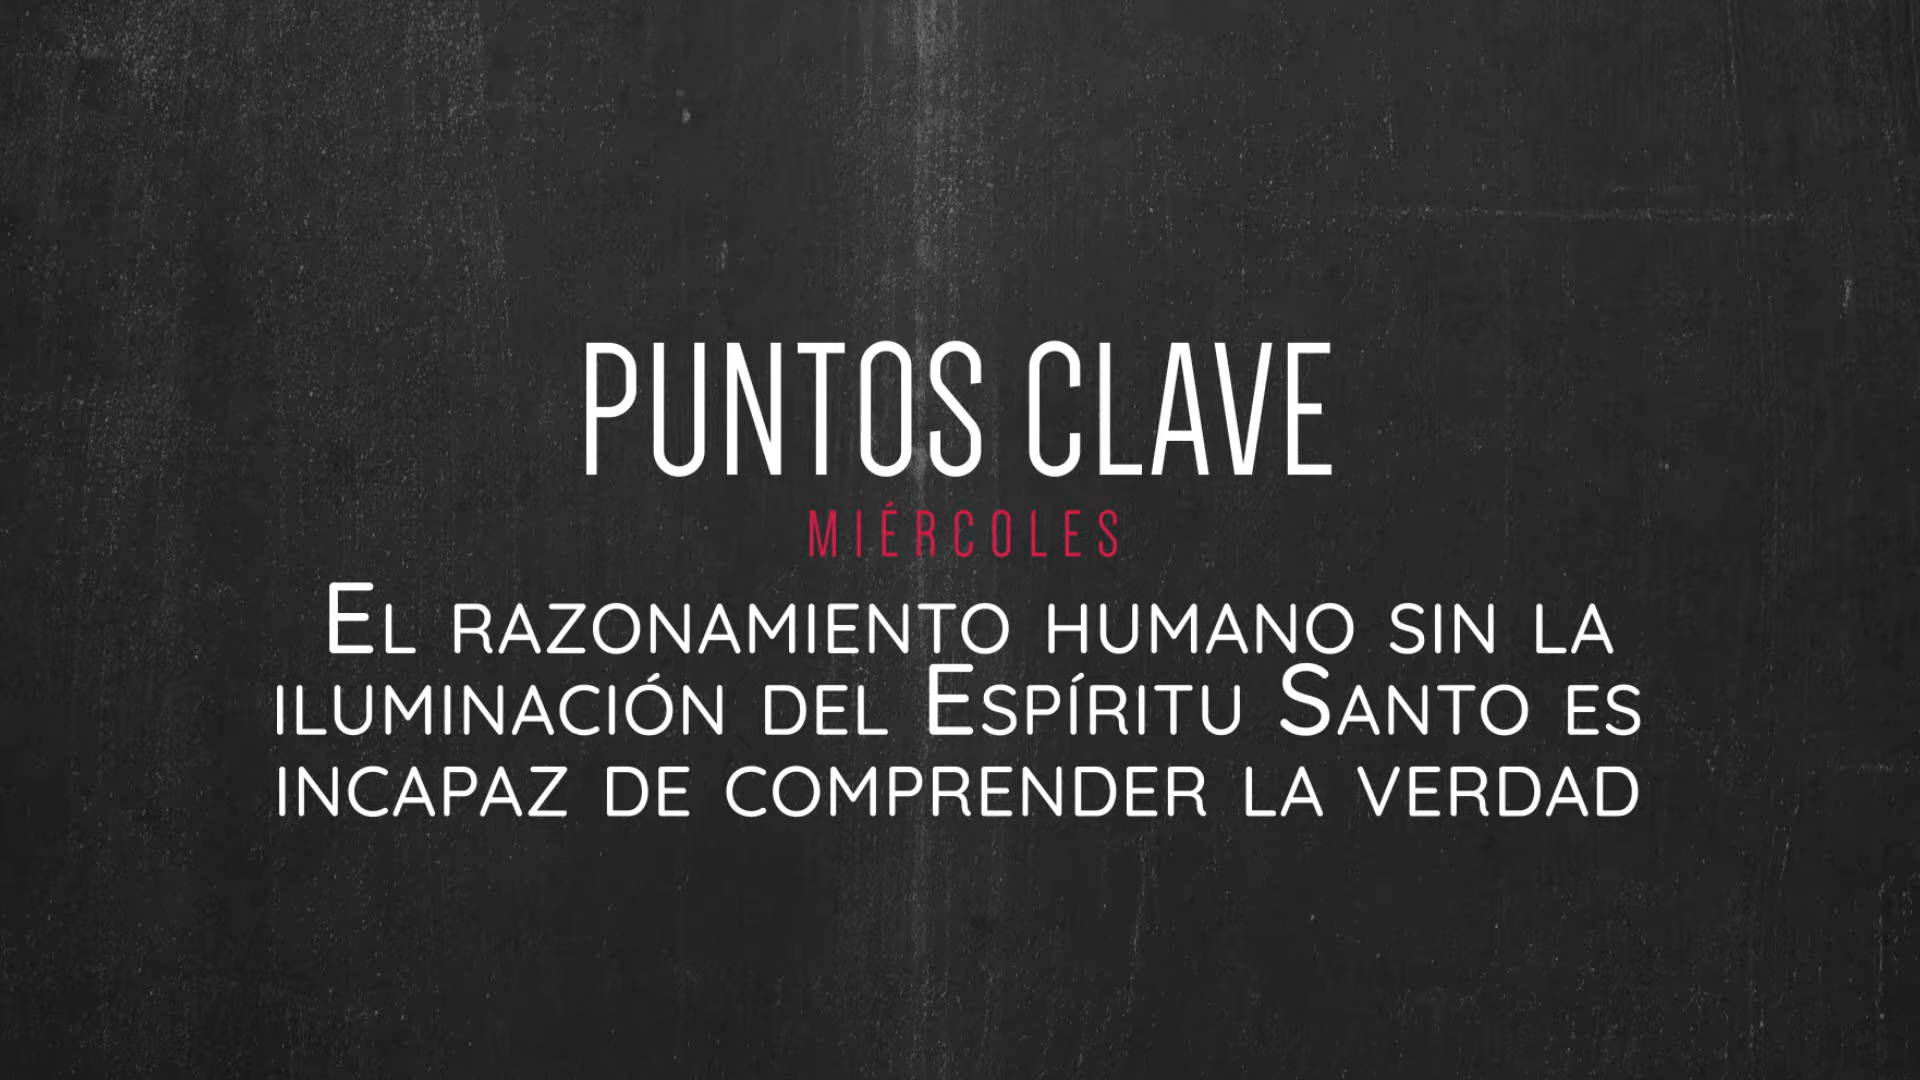 PUNTOS CLAVE
MIÉRCOLES
El razonamiento humano sin la
iluminación del Espíritu Santo es
incapaz de comprender la verdad